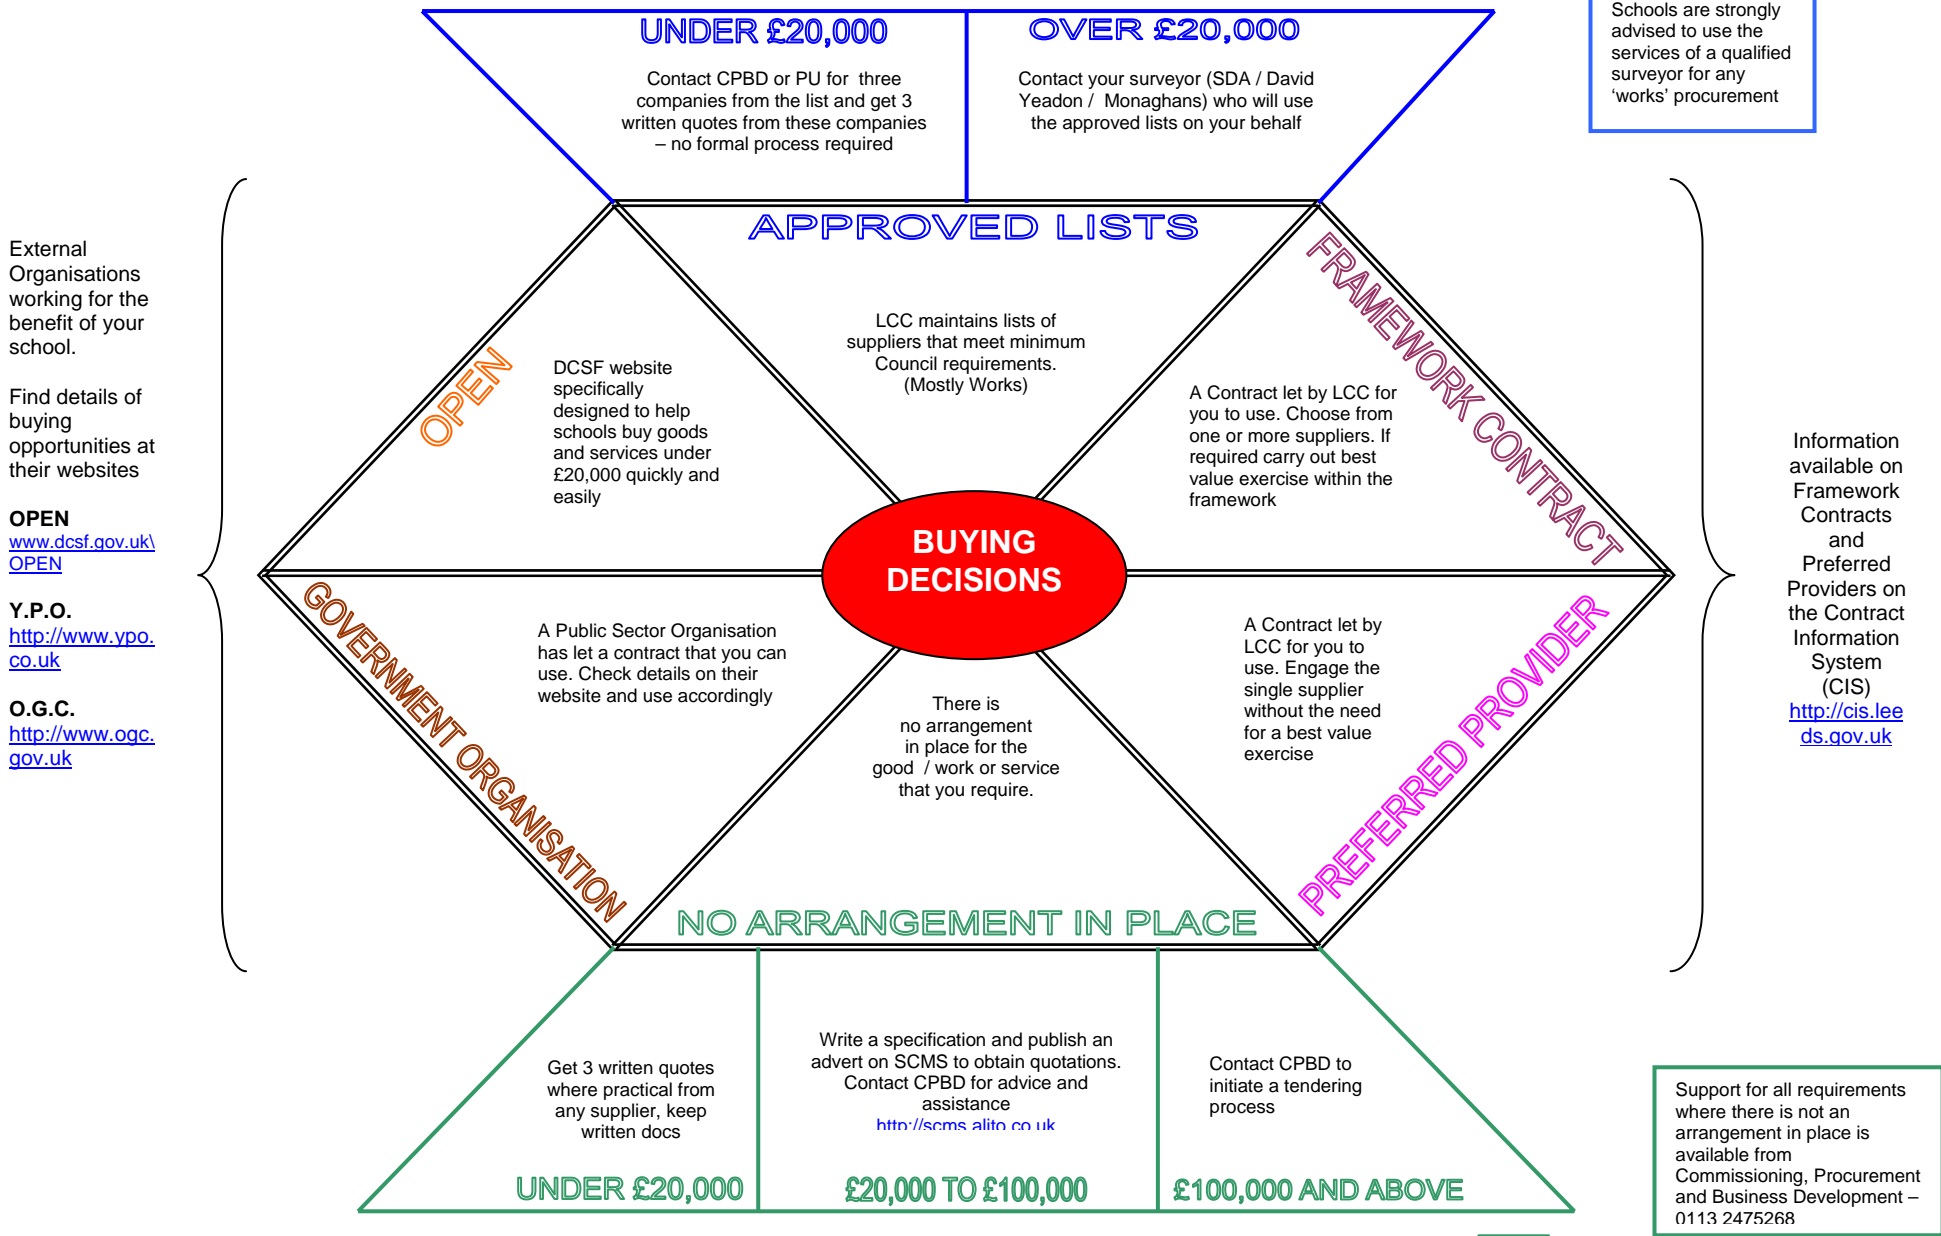 UNDER £20,000
Contact CPBD or PU for three
companies from the list and get 3
written quotes from these companies
– no formal process required
OVER £20,000
Contact your surveyor (SDA / David
Yeadon / Monaghans) who will use
the approved lists on your behalf
Schools are strongly
advised to use the
services of a qualified
surveyor for any
‘works’ procurement
External
Organisations
working for the
benefit of your
school.
Find details of
buying
opportunities at
their websites
OPEN
www.dcsf.gov.uk\
OPEN
Y.P.O.
http://www.ypo.
co.uk
O.G.C.
http://www.ogc.
gov.uk
APPROVED LISTS
LCC maintains lists of
suppliers that meet minimum
Council requirements.
(Mostly Works)
OPEN
DCSF website
specifically
designed to help
schools buy goods
and services under
£20,000 quickly and
easily
FRAMEWORK CONTRACT
A Contract let by LCC for
you to use. Choose from
one or more suppliers. If
required carry out best
value exercise within the
framework
BUYING
DECISIONS
GOVERNMENT ORGANISATION
A Public Sector Organisation
has let a contract that you can
use. Check details on their
website and use accordingly
There is
no arrangement
in place for the
good / work or service
that you require.
A Contract let by
LCC for you to
use. Engage the
single supplier
without the need
for a best value
exercise
PREFERRED PROVIDER
Information
available on
Framework
Contracts
and
Preferred
Providers on
the Contract
Information
System
(CIS)
http://cis.lee
ds.gov.uk
NO ARRANGEMENT IN PLACE
Get 3 written quotes
where practical from
any supplier, keep
written docs
UNDER £20,000
Write a specification and publish an
advert on SCMS to obtain quotations.
Contact CPBD for advice and
assistance
http://scms.alito.co.uk
£20,000 TO £100,000
Contact CPBD to
initiate a tendering
process
£100,000 AND ABOVE
Support for all requirements
where there is not an
arrangement in place is
available from
Commissioning, Procurement
and Business Development –
0113 2475268